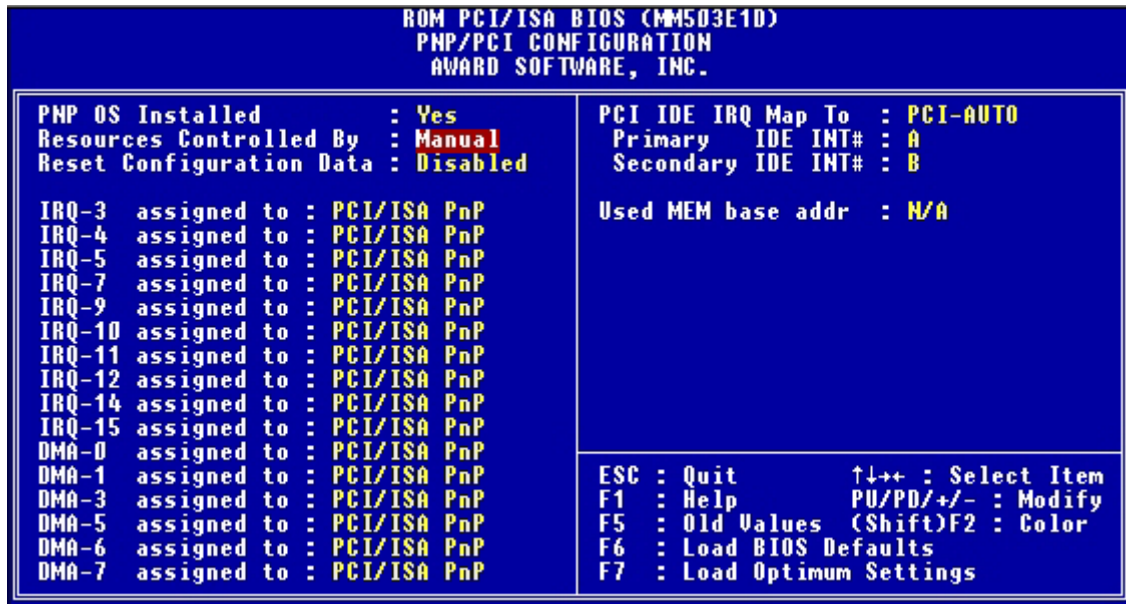 ROM PCI/ISA BIOS (MM503E1D)
PNP/PCI CONFIGURATION
AWARD SOFTWARE, INC.
PNP OS Installed : Yes
Resources Controlled By : Manual
Reset Configuration Data : Disabled
IRQ-3 assigned to : PCI/ISA PnP
IRQ-4 assigned to : PCI/ISA PnP
IRQ-5 assigned to : PCI/ISA PnP
IRQ-7 assigned to : PCI/ISA PnP
IRQ-9 assigned to : PCI/ISA PnP
IRQ-10 assigned to : PCI/ISA PnP
IRQ-11 assigned to : PCI/ISA PnP
IRQ-12 assigned to : PCI/ISA PnP
IRQ-14 assigned to : PCI/ISA PnP
IRQ-15 assigned to : PCI/ISA PnP
DMA-0 assigned to : PCI/ISA PnP
DMA-1 assigned to : PCI/ISA PnP
DMA-3 assigned to : PCI/ISA PnP
DMA-5 assigned to : PCI/ISA PnP
DMA-6 assigned to : PCI/ISA PnP
DMA-7 assigned to : PCI/ISA PnP
PCI IDE IRQ Map To : PCI-AUTO
Primary IDE INT# : A
Secondary IDE INT# : B
Used MEM base addr : N/A
ESC : Quit ↑↓→← : Select Item
F1 : Help PU/PD/+/- : Modify
F5 : Old Values (Shift)F2 : Color
F6 : Load BIOS Defaults
F7 : Load Optimum Settings